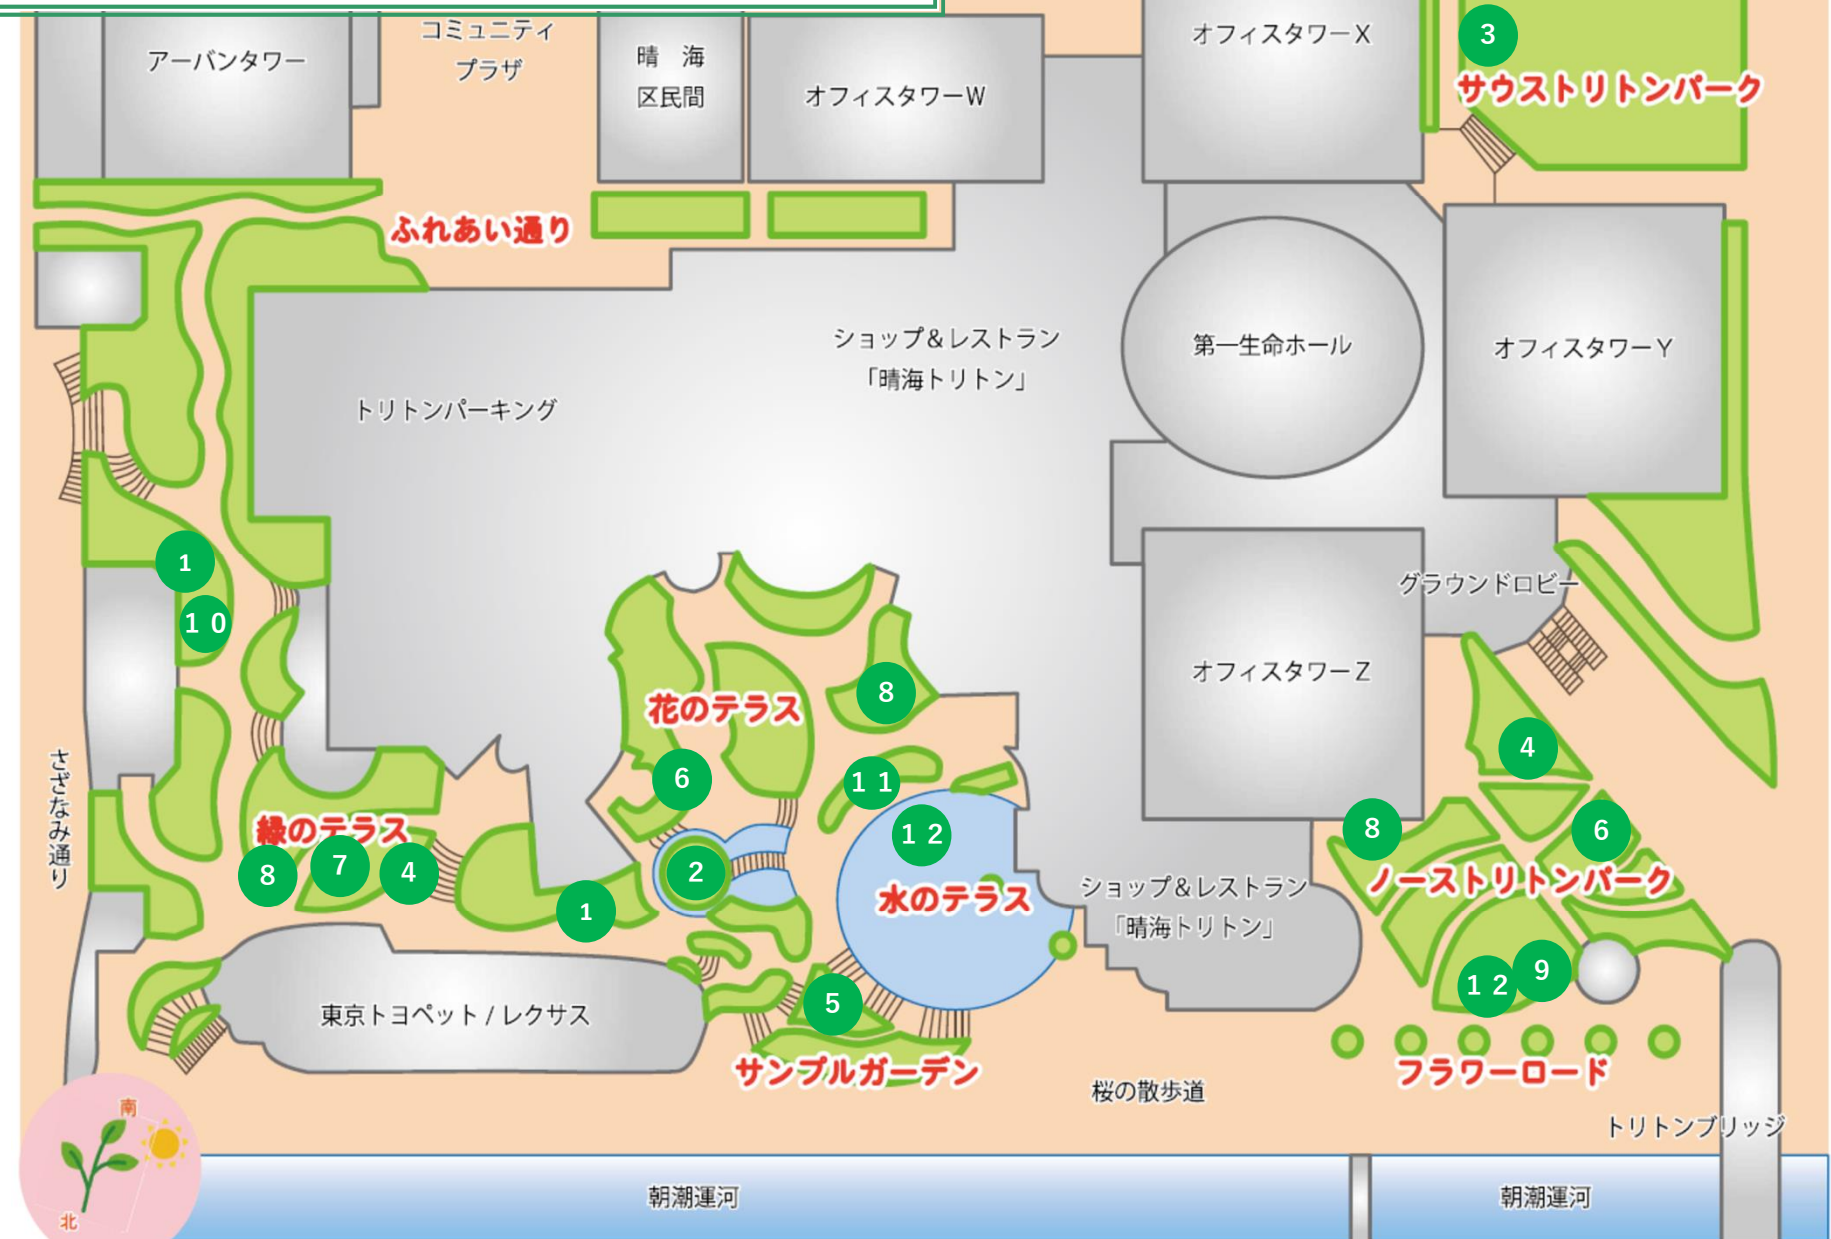 コミュニティ
プラザ
アーバンタワー
晴 海
区民間
オフィスタワーW
オフィスタワーX
3
サウストリトンパーク
ふれあい通り
ショップ&レストラン
「晴海トリトン」
第一生命ホール
オフィスタワーY
トリトンパーキング
1
10
グラウンドロビー
オフィスタワーZ
花のテラス
8
6
11
12
4
さざなみ通り
緑のテラス
8
7
4
1
2
水のテラス
ショップ&レストラン
「晴海トリトン」
8
6
ノーストリトンパーク
12
9
東京トヨペット / レクサス
5
サンプルガーデン
フラワーロード
桜の散歩道
トリトンブリッジ
南
北
朝潮運河
朝潮運河